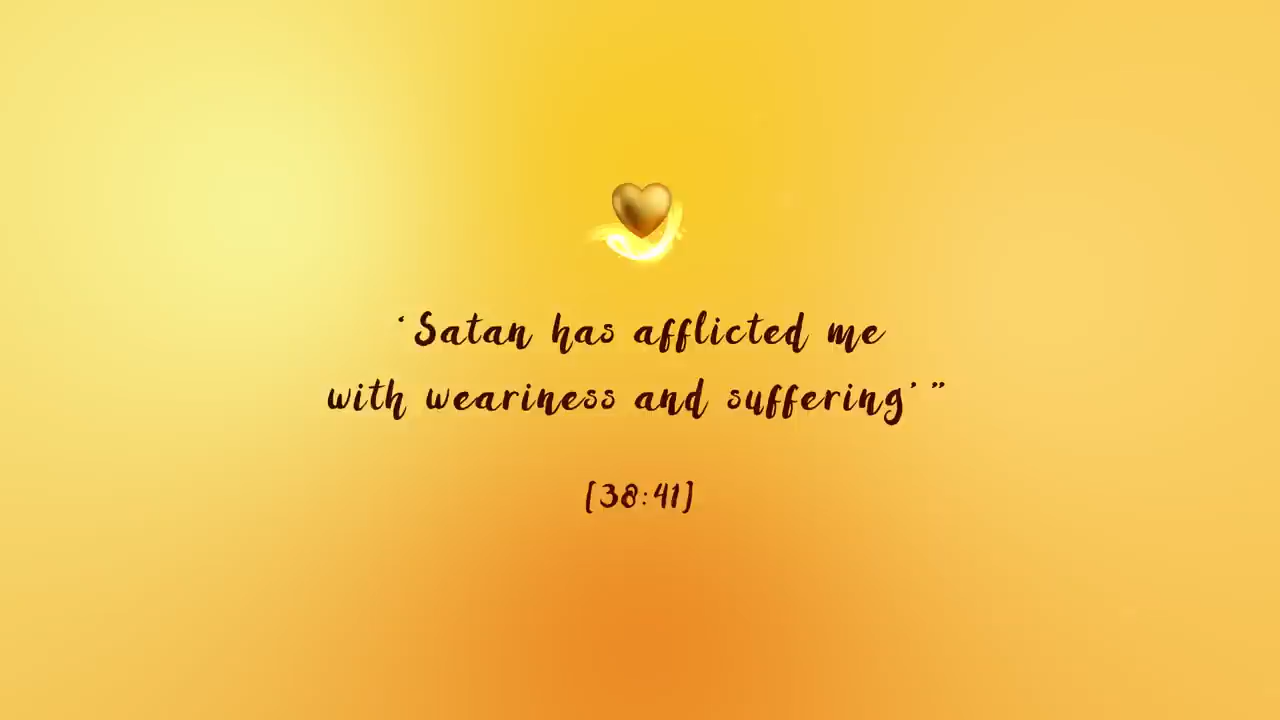 ‘Satan has afflicted me
with weariness and suffering’ ”
[38:41]